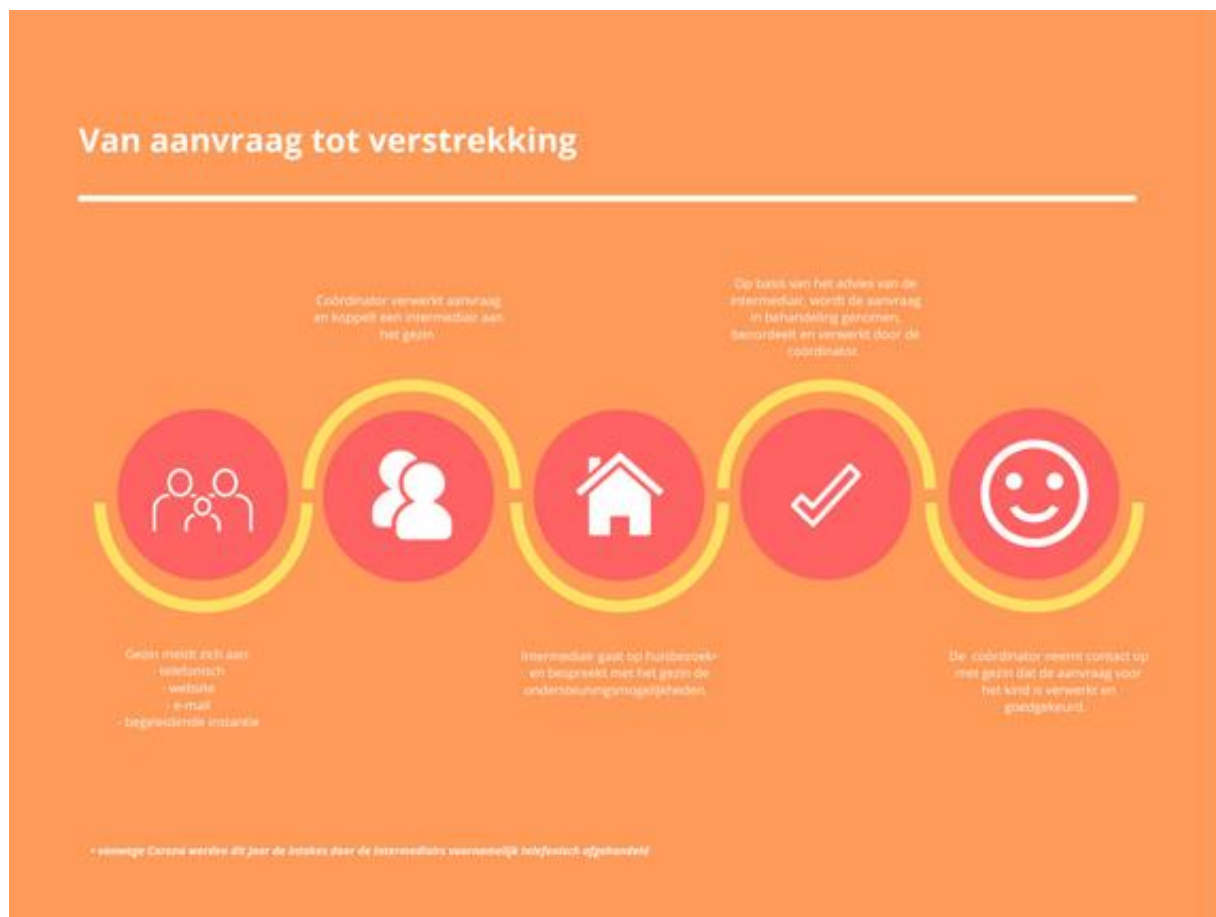 Van aanvraag tot verstrekking
Gezin meldt zich aan:
- telefonisch
- website
- e-mail
- begeleidende instantie
Coördinator verwerkt aanvraag
en koppelt een intermediair aan
het gezin
Intermediair gaat op huisbezoek*
en bespreekt met het gezin de
ondersteuningsmogelijkheden.
Op basis van het advies van de
intermediair, wordt de aanvraag
in behandeling genomen,
beoordeelt en verwerkt door de
coördinator.
De coördinator neemt contact op
met gezin dat de aanvraag voor
het kind is verwerkt en
goedgekeurd.
* vanwege Corona werden dit jaar de intakes door de intermediairs voornamelijk telefonisch afgehandeld